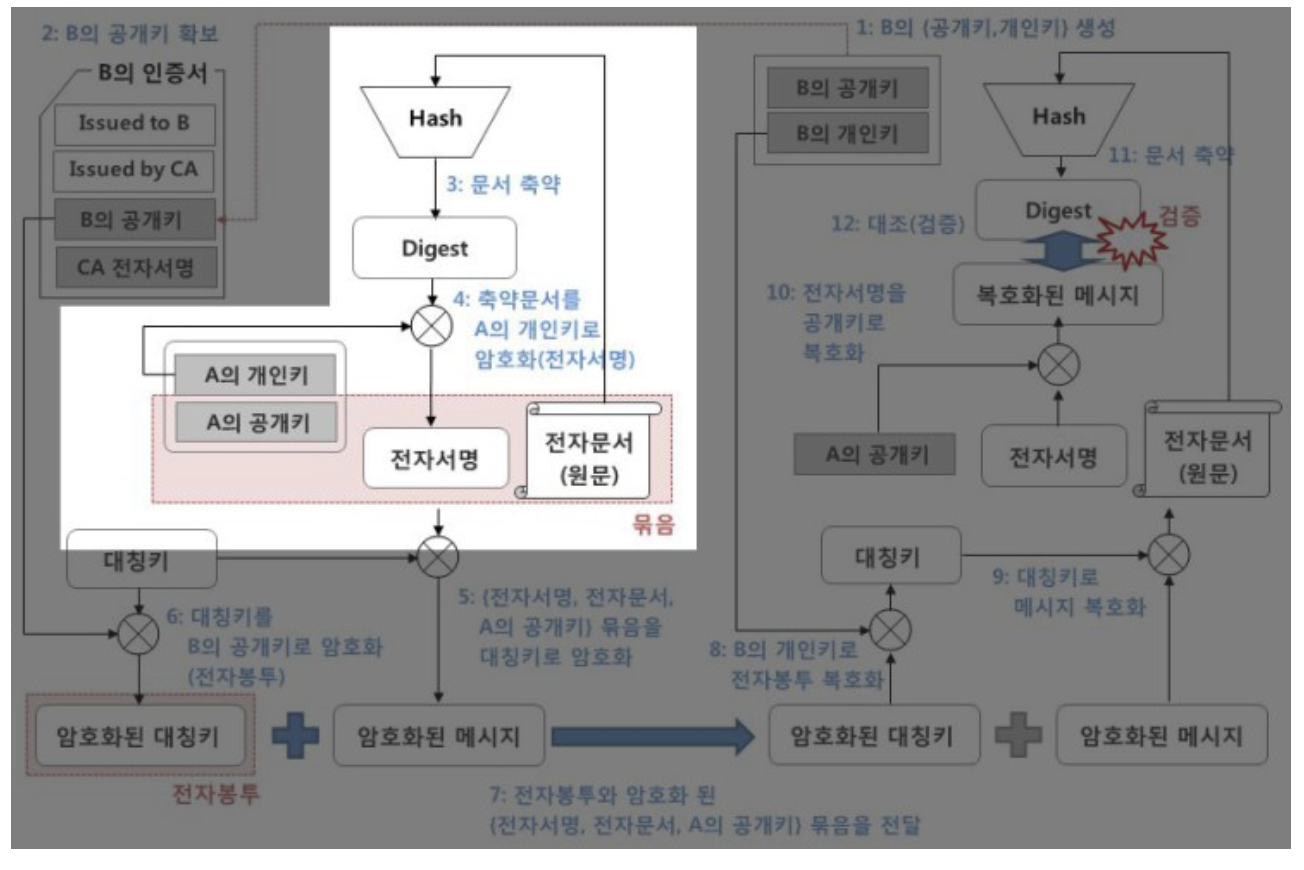 2: B의 공개키 확보
B의 인증서
Issued to B
Issued by CA
B의 공개키
CA 전자서명
Hash
3: 문서 축약
Digest
4: 축약문서를
A의 개인키로
암호화(전자서명)
A의 개인키
A의 공개키
전자서명
전자문서
(원문)
묶음
대칭키
5: (전자서명, 전자문서,
A의 공개키) 묶음을
대칭키로 암호화
6: 대칭키를
B의 공개키로 암호화
(전자봉투)
암호화된 대칭키
전자봉투
암호화된 메시지
7: 전자봉투와 암호화 된
(전자서명, 전자문서, A의 공개키) 묶음을 전달
1: B의 (공개키,개인키) 생성
B의 공개키
B의 개인키
Hash
11: 문서 축약
Digest
검증
12: 대조(검증)
복호화된 메시지
10: 전자서명을
공개키로
복호화
A의 공개키
전자서명
전자문서
(원문)
대칭키
9: 대칭키로
메시지 복호화
8: B의 개인키로
전자봉투 복호화
암호화된 대칭키
암호화된 메시지